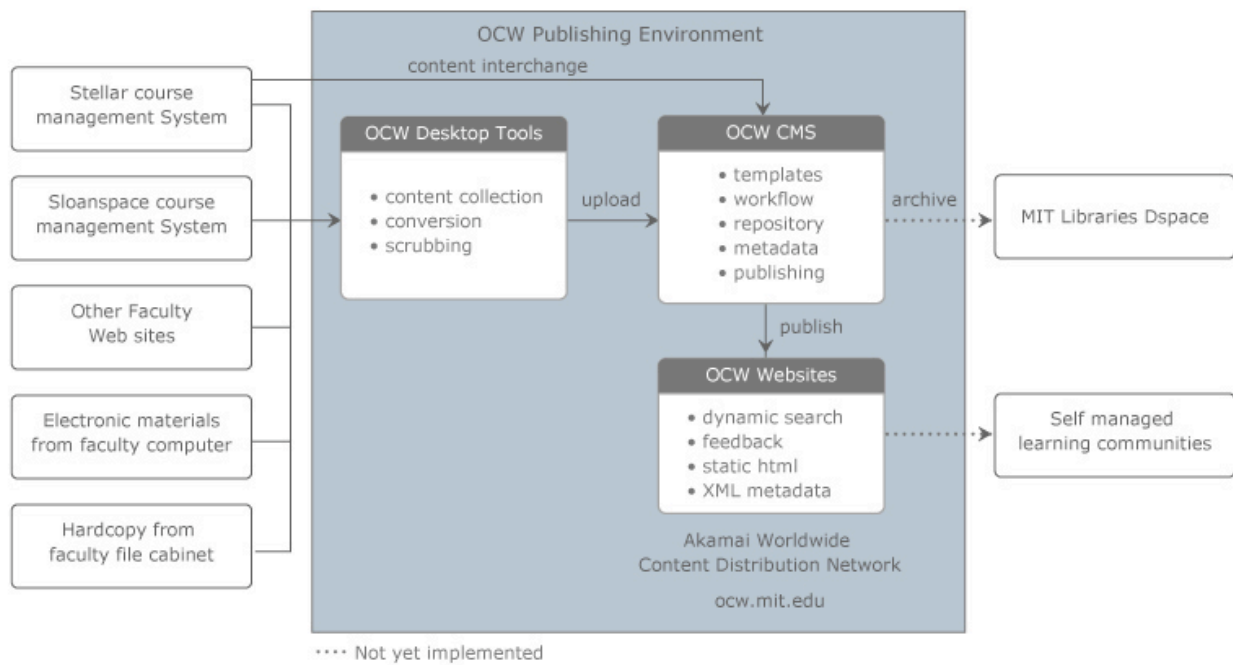 OCW Publishing Environment
content interchange
Stellar course
management System
Sloanspace course
management System
Other Faculty
Web sites
Electronic materials
from faculty computer
Hardcopy from
faculty file cabinet
OCW Desktop Tools
• content collection
• conversion
• scrubbing
upload
OCW CMS
• templates
• workflow
• repository
• metadata
• publishing
archive
MIT Libraries Dspace
publish
OCW Websites
• dynamic search
• feedback
• static html
• XML metadata
Self managed
learning communities
Akamai Worldwide
Content Distribution Network
ocw.mit.edu
Not yet implemented